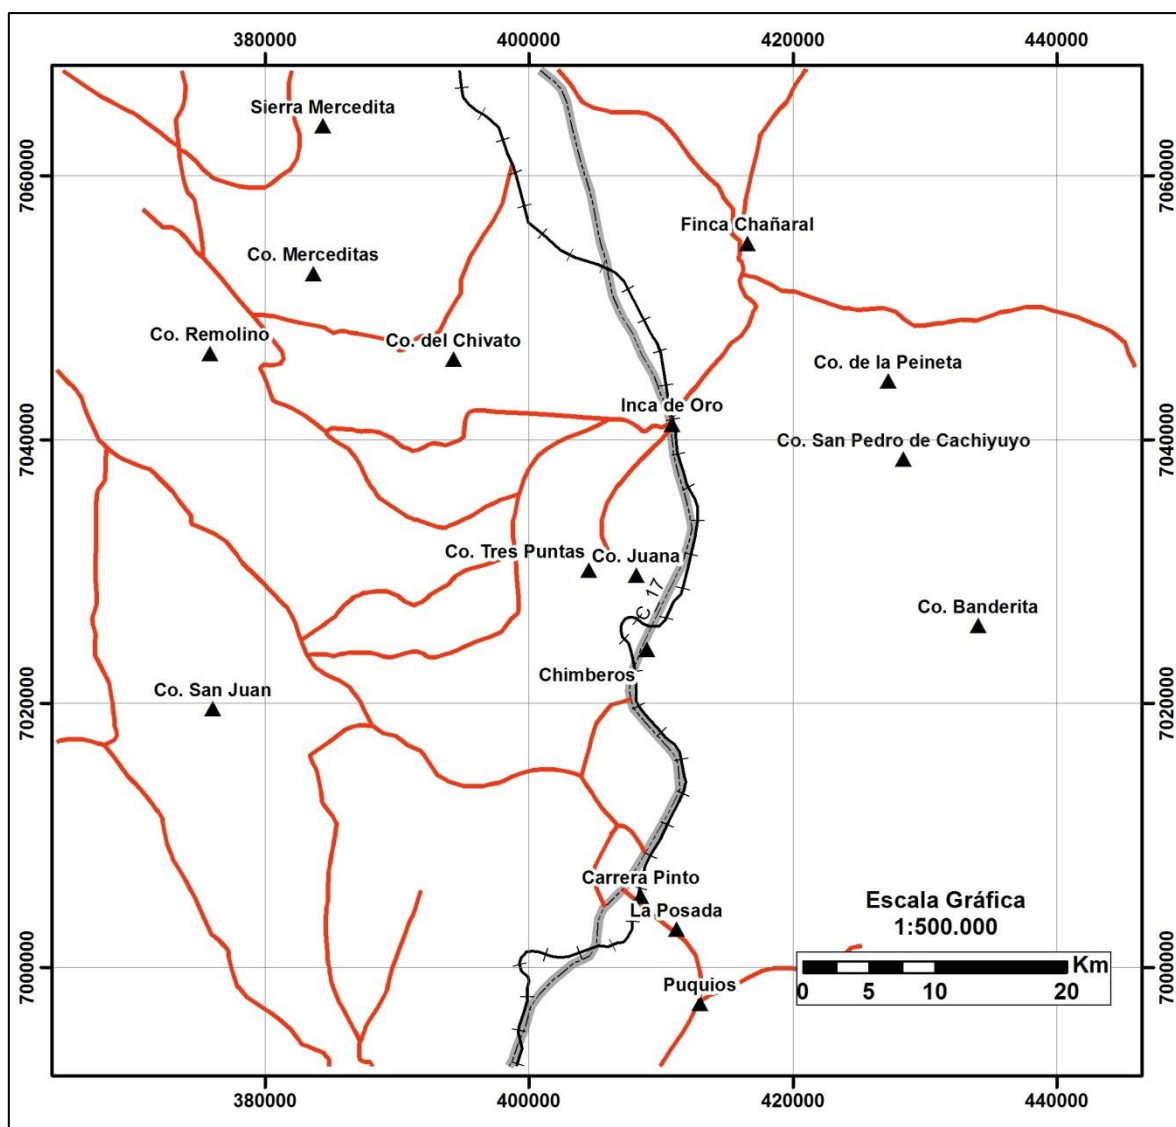 380000
400000
420000
440000
Sierra Mercedita
7060000
7060000
Finca Chañaral
Co. Merceditas
Co. Remolino
Co. del Chivato
Co. de la Peineta
Inca de Oro
7040000
Co. San Pedro de Cachiyuyo
7040000
Co. Tres Puntas
Co. Juana
C 17
Co. Banderita
Chimberos
Co. San Juan
7020000
7020000
Carrera Pinto
La Posada
Escala Gráfica
1:500.000
Km
0 5 10 20
7000000
7000000
Puquios
380000
400000
420000
440000